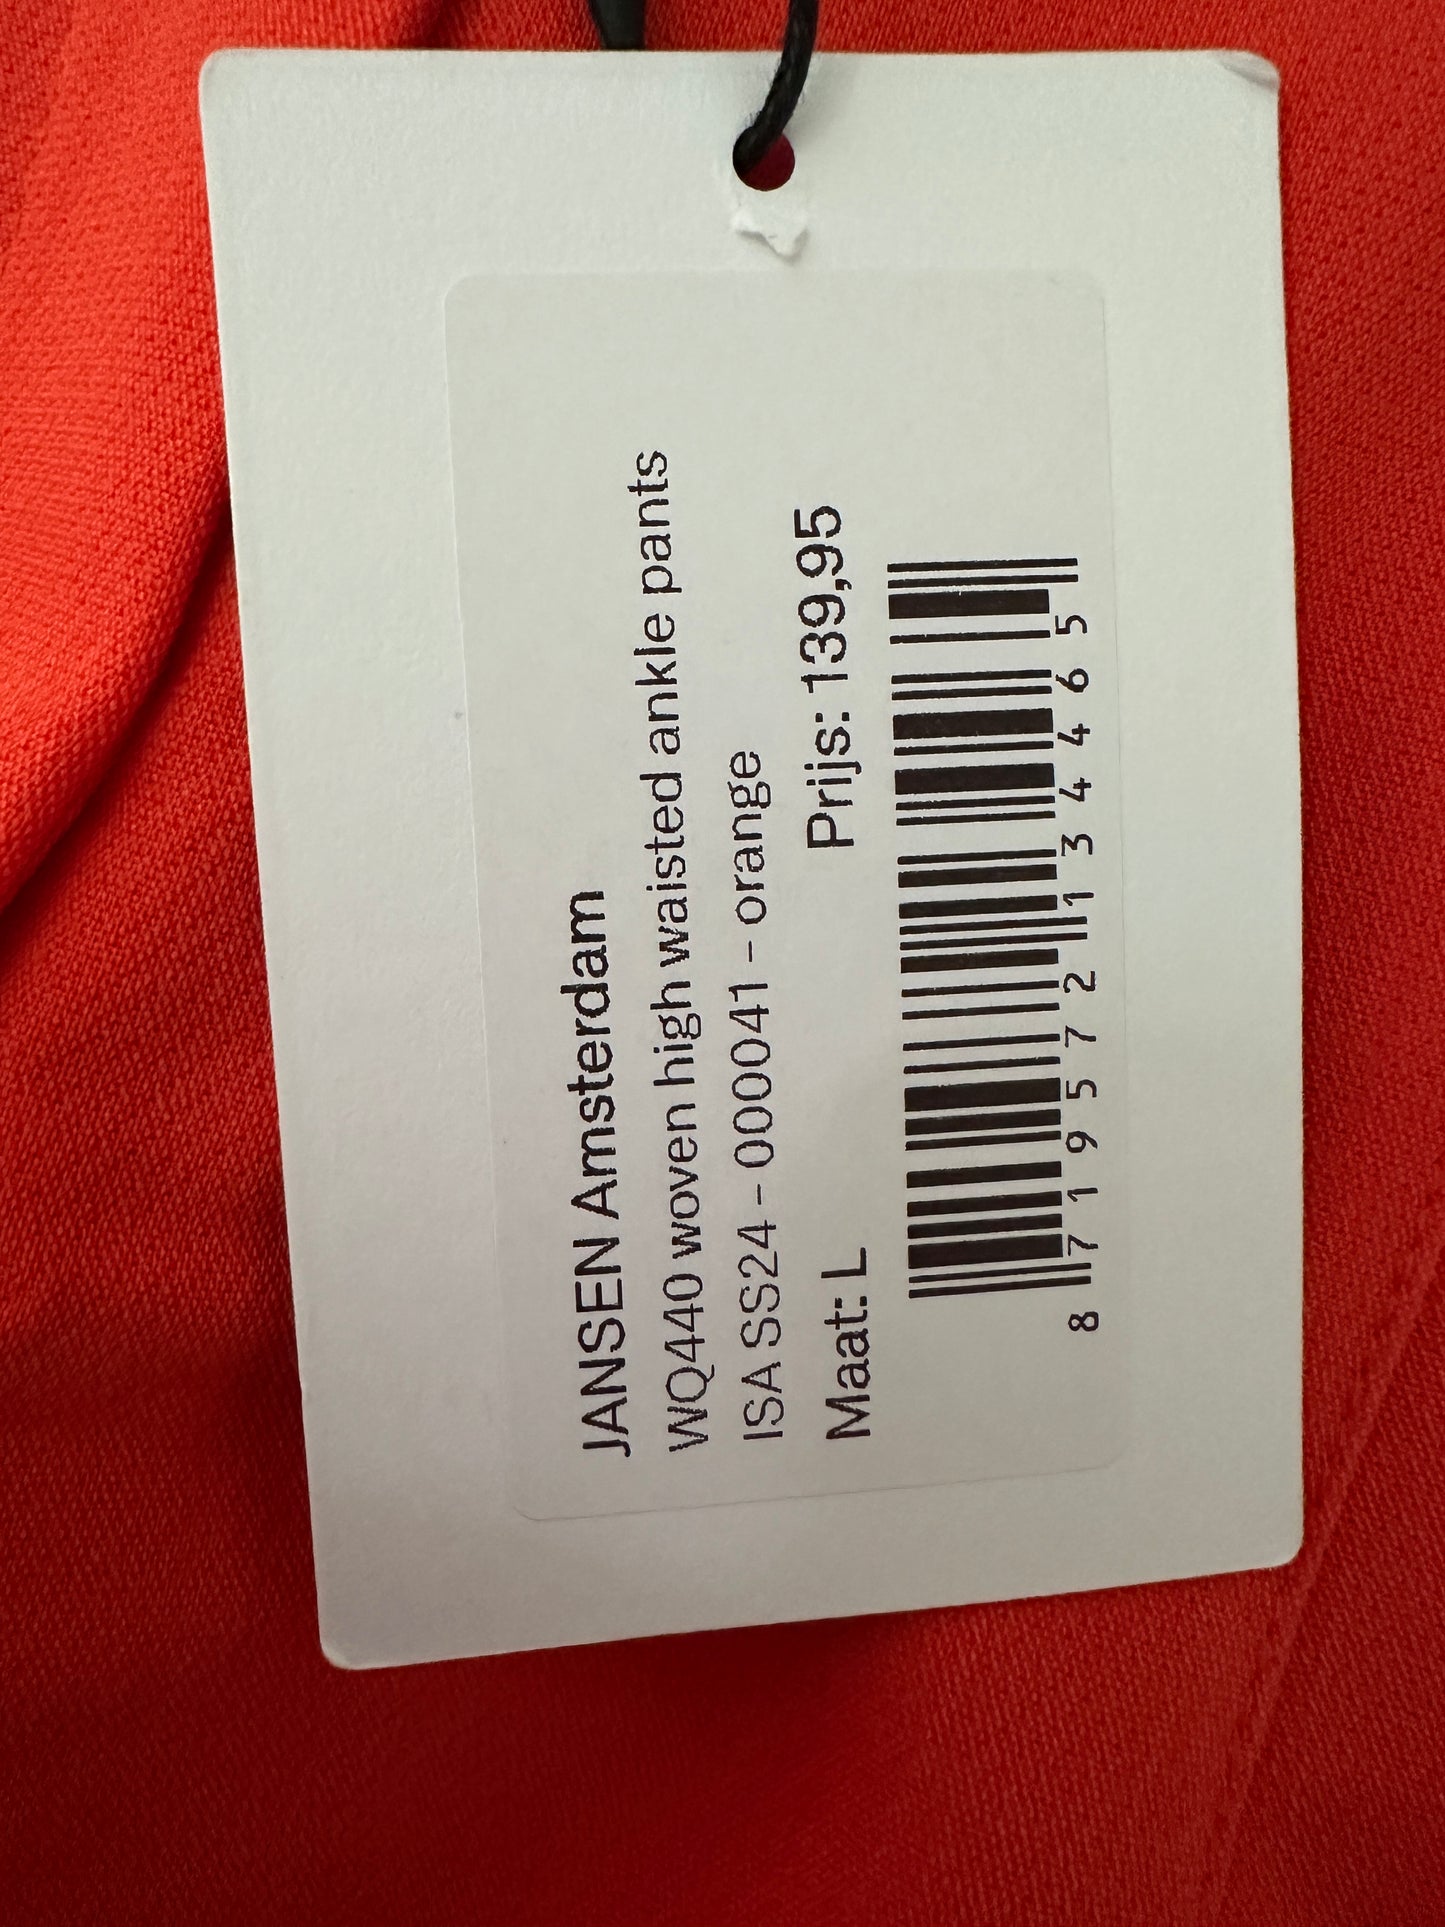 JANSEN Amsterdam
WQ440 woven high waisted ankle pants
ISA SS24 - 000041 - orange
Maat: L Prijs: 139,95
8 719572 134465